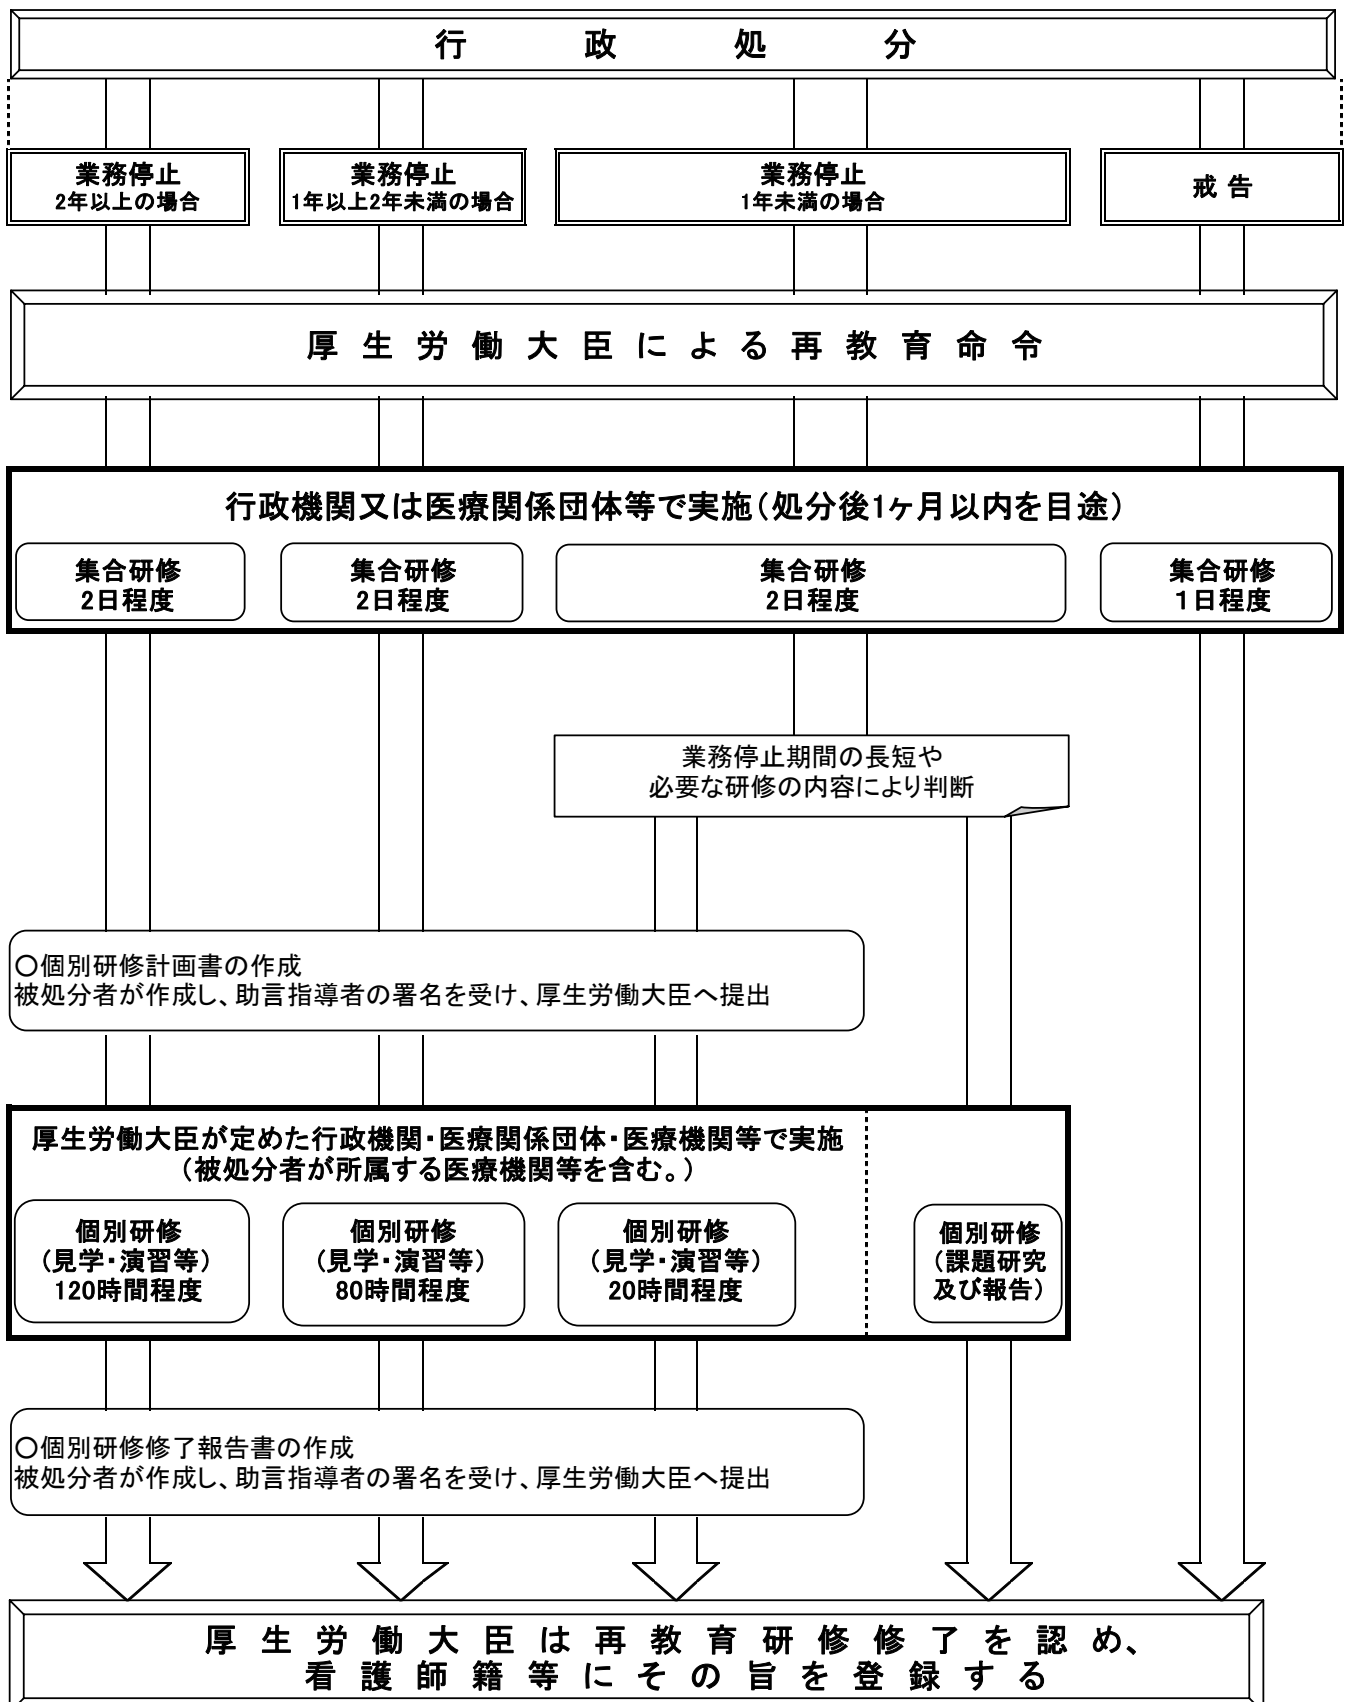 行政処分
業務停止
2年以上の場合
業務停止
1年以上2年未満の場合
業務停止
1年未満の場合
戒告
厚生労働大臣による再教育命令
行政機関又は医療関係団体等で実施（処分後1ヶ月以内を目途）
集合研修
2日程度
集合研修
2日程度
集合研修
2日程度
集合研修
1日程度
業務停止期間の長短や
必要な研修の内容により判断
○個別研修計画書の作成
被処分者が作成し、助言指導者の署名を受け、厚生労働大臣へ提出
厚生労働大臣が定めた行政機関・医療関係団体・医療機関等で実施
（被処分者が所属する医療機関等を含む。）
個別研修
（見学・演習等）
120時間程度
個別研修
（見学・演習等）
80時間程度
個別研修
（見学・演習等）
20時間程度
個別研修
（課題研究
及び報告）
○個別研修修了報告書の作成
被処分者が作成し、助言指導者の署名を受け、厚生労働大臣へ提出
厚生労働大臣は再教育研修修了を認め、
看護師籍等にその旨を登録する